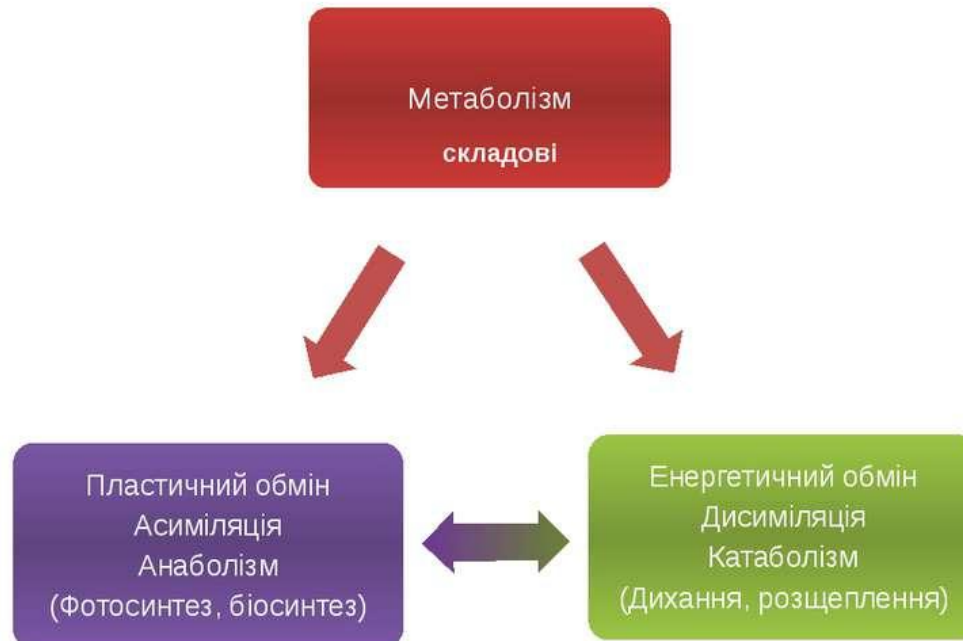 Метаболізм
складові
Пластичний обмін
Асиміляція
Анаболізм
(Фотосинтез, біосинтез)
Енергетичний обмін
Дисиміляція
Катаболізм
(Дихання, розщеплення)